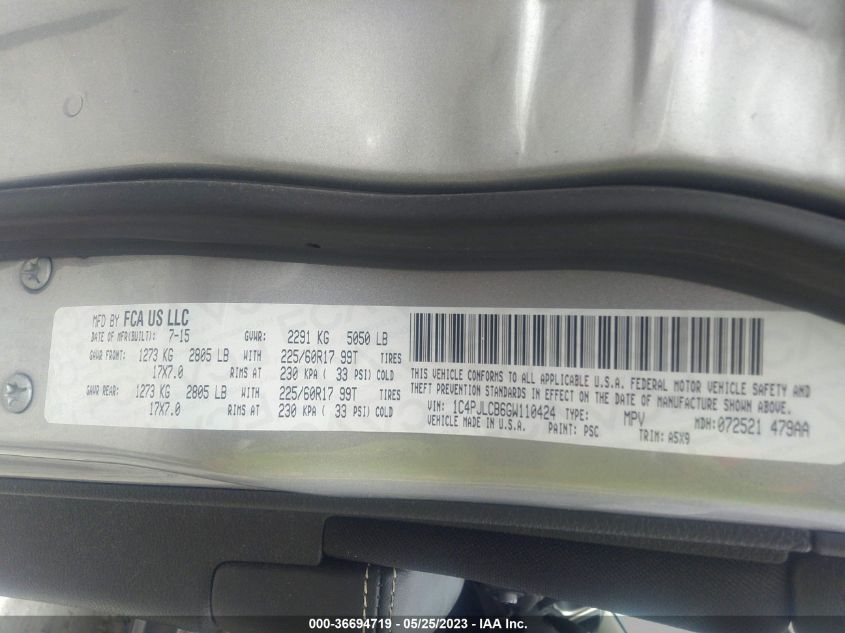 MFD BY FCA US LLC
DATE OF MFR(BUILT): 7-15 GVWR: 2291 KG 5050 LB
GAWR FRONT: 1273 KG 2805 LB WITH 225/60R17 99T TIRES
17X7.0 RIMS AT 230 KPA ( 33 PSI) COLD
GAWR REAR: 1273 KG 2805 LB WITH 225/60R17 99T TIRES
17X7.0 RIMS AT 230 KPA ( 33 PSI) COLD
THIS VEHICLE CONFORMS TO ALL APPLICABLE U.S.A. FEDERAL MOTOR VEHICLE SAFETY AND
THEFT PREVENTION STANDARDS IN EFFECT ON THE DATE OF MANUFACTURE SHOWN ABOVE.
VIN: 1C4PJLCB6GW110424 TYPE: MPV MDH: 072521 479AA
VEHICLE MADE IN U.S.A. PAINT: PSC TRIM: A5X9
000-36694719 - 05/25/2023 - IAA Inc.